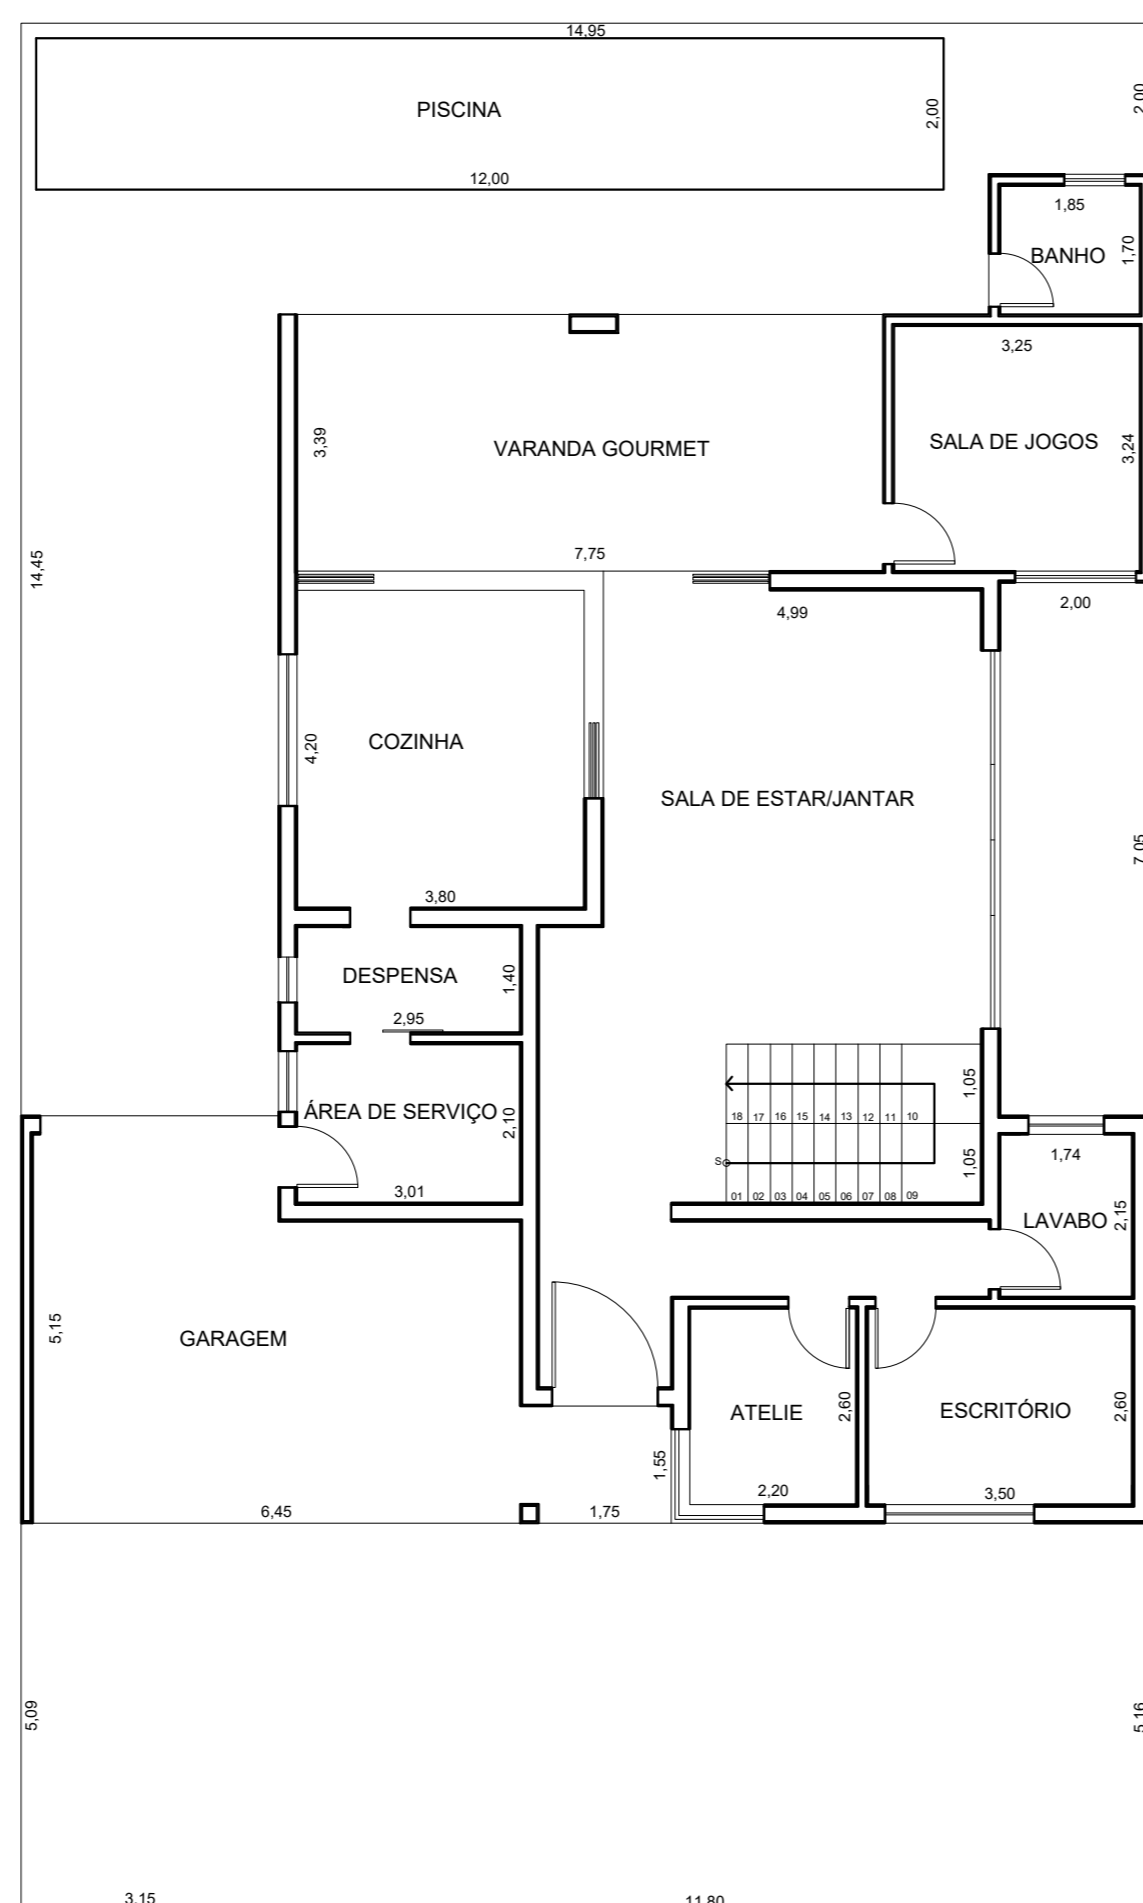 14,95
PISCINA
2,00
2,00
12,00
1,85
BANHO
1,70
3,25
3,39
VARANDA GOURMET
SALA DE JOGOS
3,24
14,45
7,75
4,99
2,00
4,20
COZINHA
SALA DE ESTAR/JANTAR
7,05
3,80
DESPENSA
1,40
2,95
ÁREA DE SERVIÇO
2,10
3,01
18 17 16 15 14 13 12 11 10
1,05
S
1,05
01 02 03 04 05 06 07 08 09
1,74
LAVABO
2,15
5,15
GARAGEM
ATELIE
2,60
ESCRITÓRIO
2,60
1,55
2,20
3,50
6,45
1,75
5,09
5,16
3,15
11,80